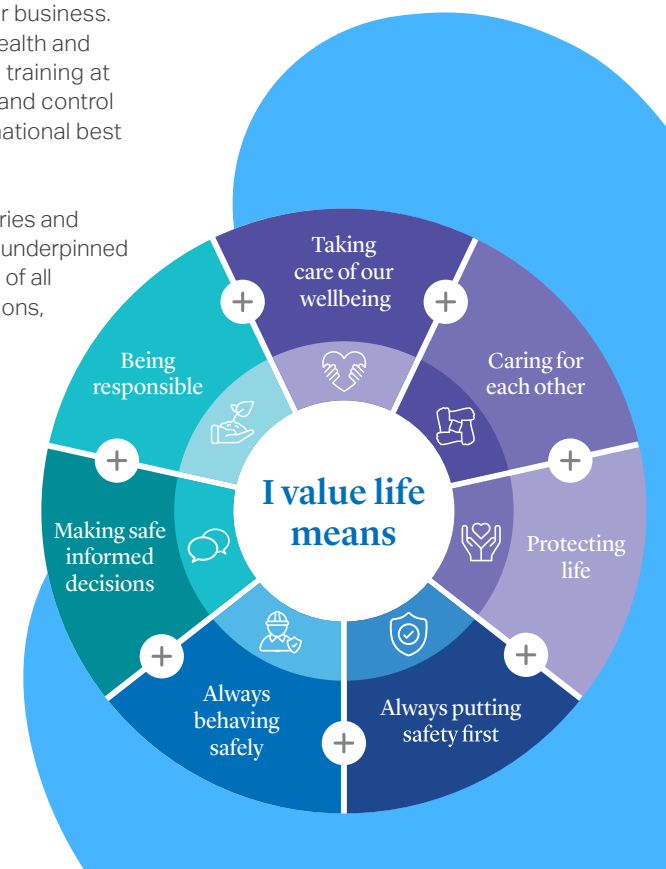 r business.
ealth and
training at
and control
national best
ries and
underpinned
of all
ons,
Taking
care of our
wellbeing
Caring for
each other
Protecting
life
Always putting
safety first
Always
behaving
safely
Making safe
informed
decisions
Being
responsible
I value life
means